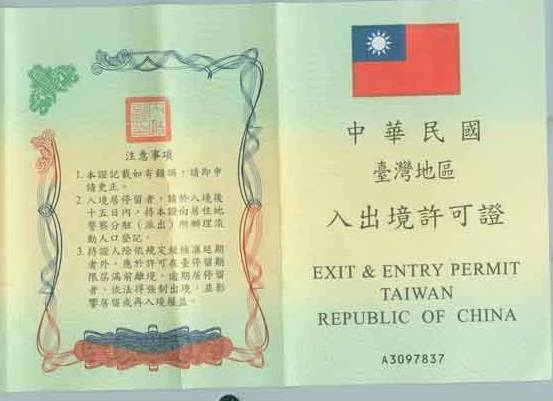 注意事項
1.本證記載如有錯誤，請即申
請更正。
2.入境停留者，請於入境後
十五日內，持本證向居住地
警察分駐（派出）所辦理流
動人口登記。
3.持證人除依規定經核准延期
者外，應於許可在臺停留期
限屆滿前離境。逾期居停留
者，依法得強制出境，並影
響居留或再入境權益。
中華民國
臺灣地區
入出境許可證
EXIT & ENTRY PERMIT
TAIWAN
REPUBLIC OF CHINA
A3097837